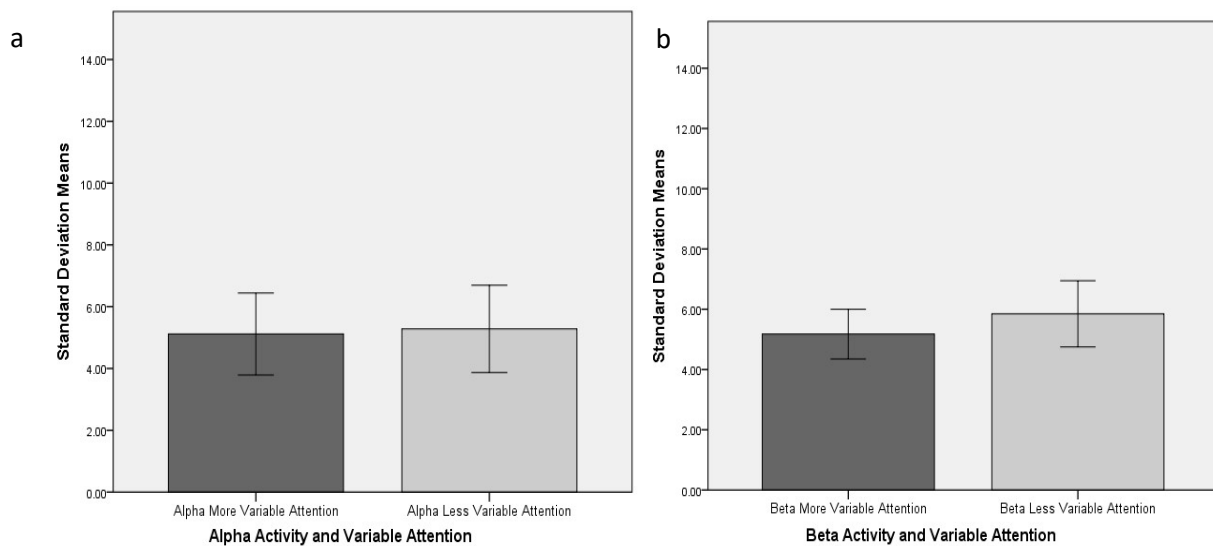 a
Standard Deviation Means
14.00
12.00
10.00
8.00
6.00
4.00
2.00
0.00
Alpha More Variable Attention
Alpha Less Variable Attention
Alpha Activity and Variable Attention
b
Standard Deviation Means
14.00
12.00
10.00
8.00
6.00
4.00
2.00
0.00
Beta More Variable Attention
Beta Less Variable Attention
Beta Activity and Variable Attention